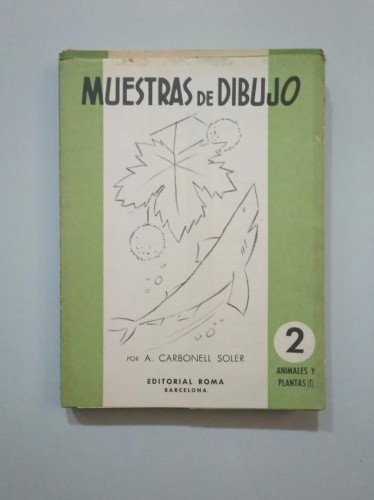 MUESTRAS DE DIBUJO
POR A. CARBONELL SOLER
EDITORIAL ROMA
BARCELONA
2
ANIMALES Y
PLANTAS (I)